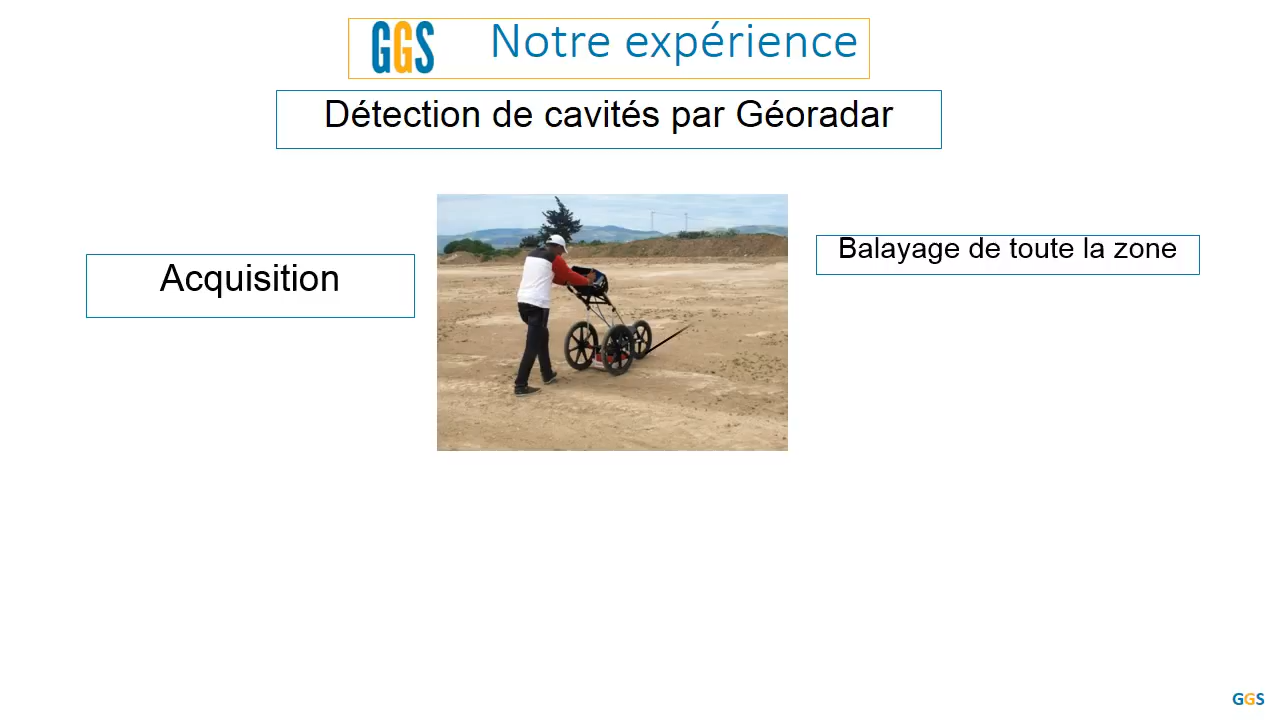 GGS Notre expérience
Détection de cavités par Géoradar
Acquisition
Balayage de toute la zone
GGS